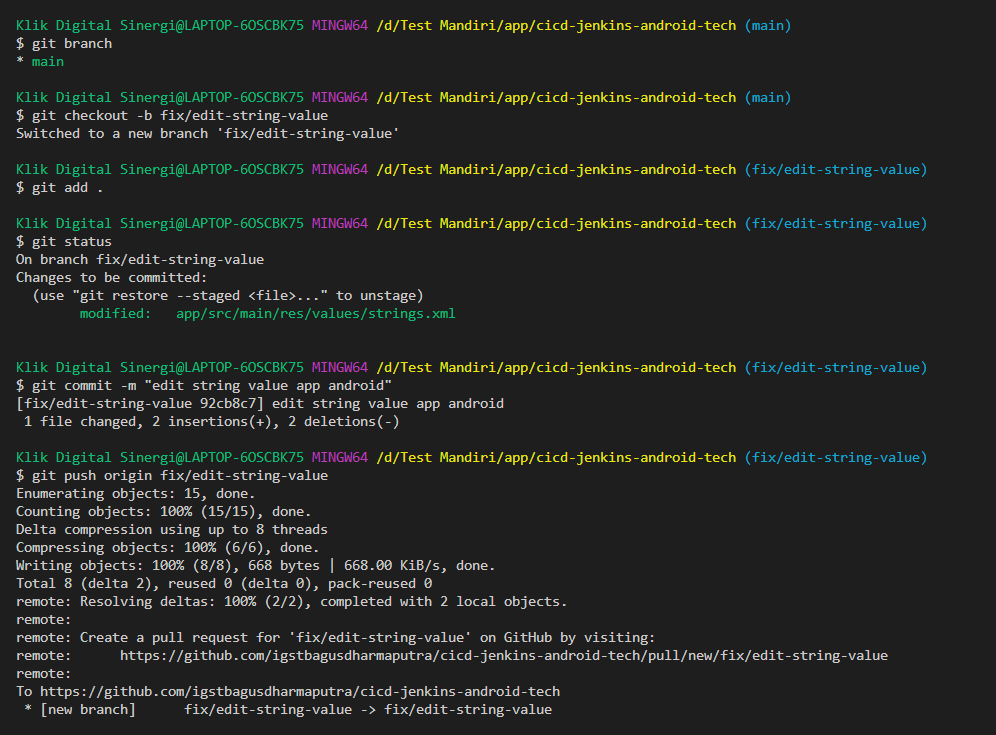 Klik Digital Sinergi@LAPTOP-6OSCBK75 MINGW64 /d/Test Mandiri/app/cicd-jenkins-android-tech (main)
$ git branch
* main
Klik Digital Sinergi@LAPTOP-6OSCBK75 MINGW64 /d/Test Mandiri/app/cicd-jenkins-android-tech (main)
$ git checkout -b fix/edit-string-value
Switched to a new branch 'fix/edit-string-value'
Klik Digital Sinergi@LAPTOP-6OSCBK75 MINGW64 /d/Test Mandiri/app/cicd-jenkins-android-tech (fix/edit-string-value)
$ git add .
Klik Digital Sinergi@LAPTOP-6OSCBK75 MINGW64 /d/Test Mandiri/app/cicd-jenkins-android-tech (fix/edit-string-value)
$ git status
On branch fix/edit-string-value
Changes to be committed:
  (use "git restore --staged <file>..." to unstage)
        modified:   app/src/main/res/values/strings.xml
Klik Digital Sinergi@LAPTOP-6OSCBK75 MINGW64 /d/Test Mandiri/app/cicd-jenkins-android-tech (fix/edit-string-value)
$ git commit -m "edit string value app android"
[fix/edit-string-value 92cb8c7] edit string value app android
 1 file changed, 2 insertions(+), 2 deletions(-)
Klik Digital Sinergi@LAPTOP-6OSCBK75 MINGW64 /d/Test Mandiri/app/cicd-jenkins-android-tech (fix/edit-string-value)
$ git push origin fix/edit-string-value
Enumerating objects: 15, done.
Counting objects: 100% (15/15), done.
Delta compression using up to 8 threads
Compressing objects: 100% (6/6), done.
Writing objects: 100% (8/8), 668 bytes | 668.00 KiB/s, done.
Total 8 (delta 2), reused 0 (delta 0), pack-reused 0
remote: Resolving deltas: 100% (2/2), completed with 2 local objects.
remote:
remote: Create a pull request for 'fix/edit-string-value' on GitHub by visiting:
remote:      https://github.com/igstbagusdharmaputra/cicd-jenkins-android-tech/pull/new/fix/edit-string-value
remote:
To https://github.com/igstbagusdharmaputra/cicd-jenkins-android-tech
 * [new branch]      fix/edit-string-value -> fix/edit-string-value